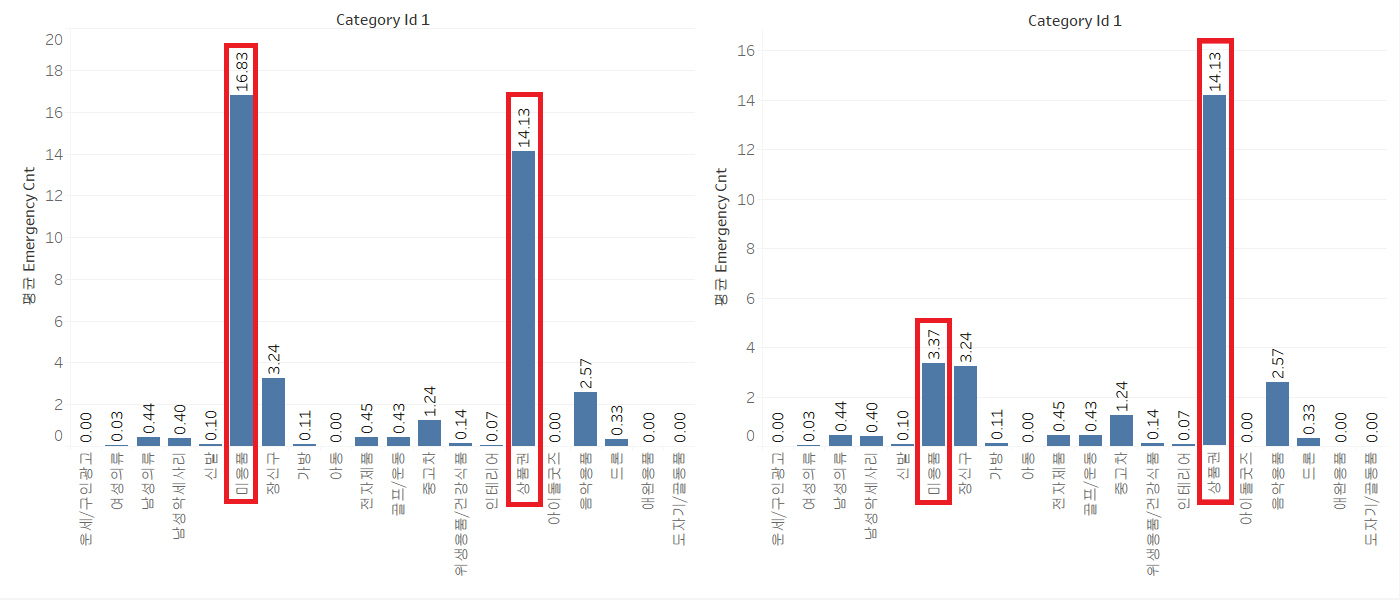 Category Id 1
평균 Emergency Cnt
20
18
16
14
12
10
8
6
4
2
0
0.00
0.03
0.44
0.40
0.10
16.83
3.24
0.11
0.00
0.45
0.43
1.24
0.14
0.07
14.13
0.00
2.57
0.33
0.00
0.00
운세/구인광고
여성의류
남성의류
남성악세사리
신발
미용품
장신구
가방
아동
전자제품
골프/운동
중고차
위생용품/건강식품
인테리어
상품권
아이돌굿즈
음악용품
드론
애완용품
도자기/골동품
Category Id 1
평균 Emergency Cnt
16
14
12
10
8
6
4
2
0
0.00
0.03
0.44
0.40
0.10
3.37
3.24
0.11
0.00
0.45
0.43
1.24
0.14
0.07
14.13
0.00
2.57
0.33
0.00
0.00
운세/구인광고
여성의류
남성의류
남성악세사리
신발
미용품
장신구
가방
아동
전자제품
골프/운동
중고차
위생용품/건강식품
인테리어
상품권
아이돌굿즈
음악용품
드론
애완용품
도자기/골동품